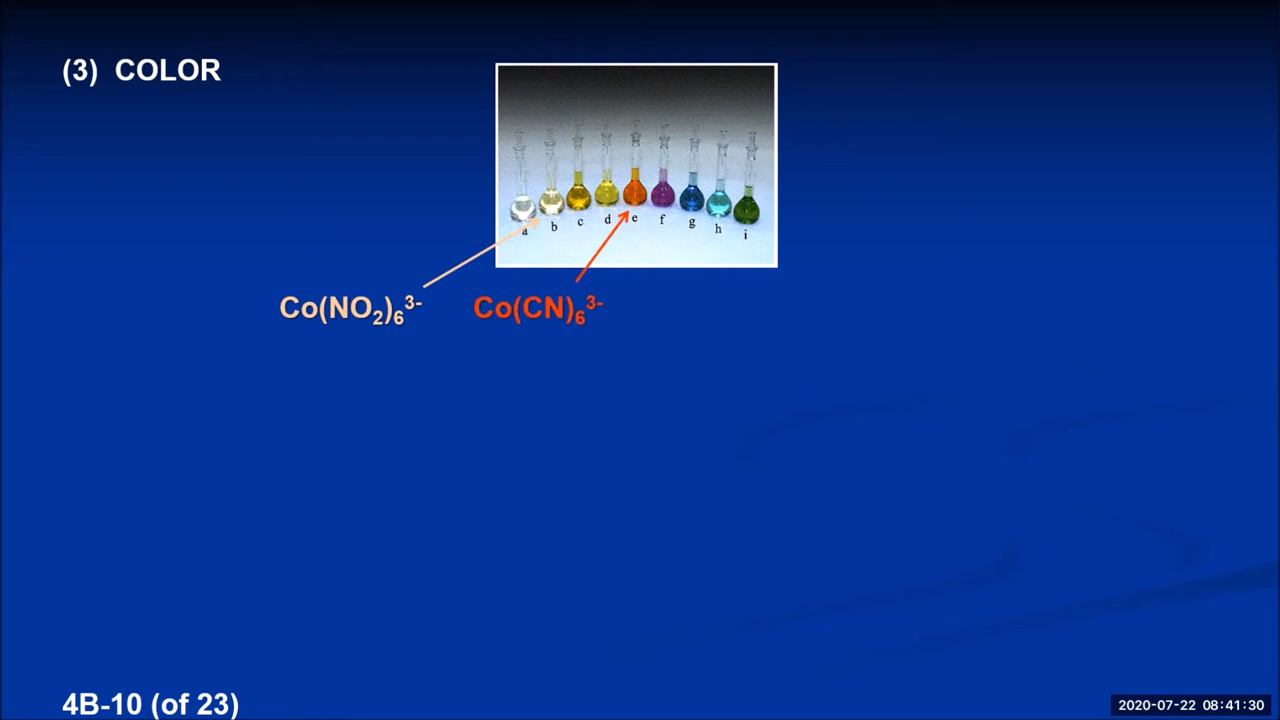 (3) COLOR
a b c d e f g h i
Co(NO₂)₆³⁻ Co(CN)₆³⁻
4B-10 (of 23)
2020-07-22 08:41:30